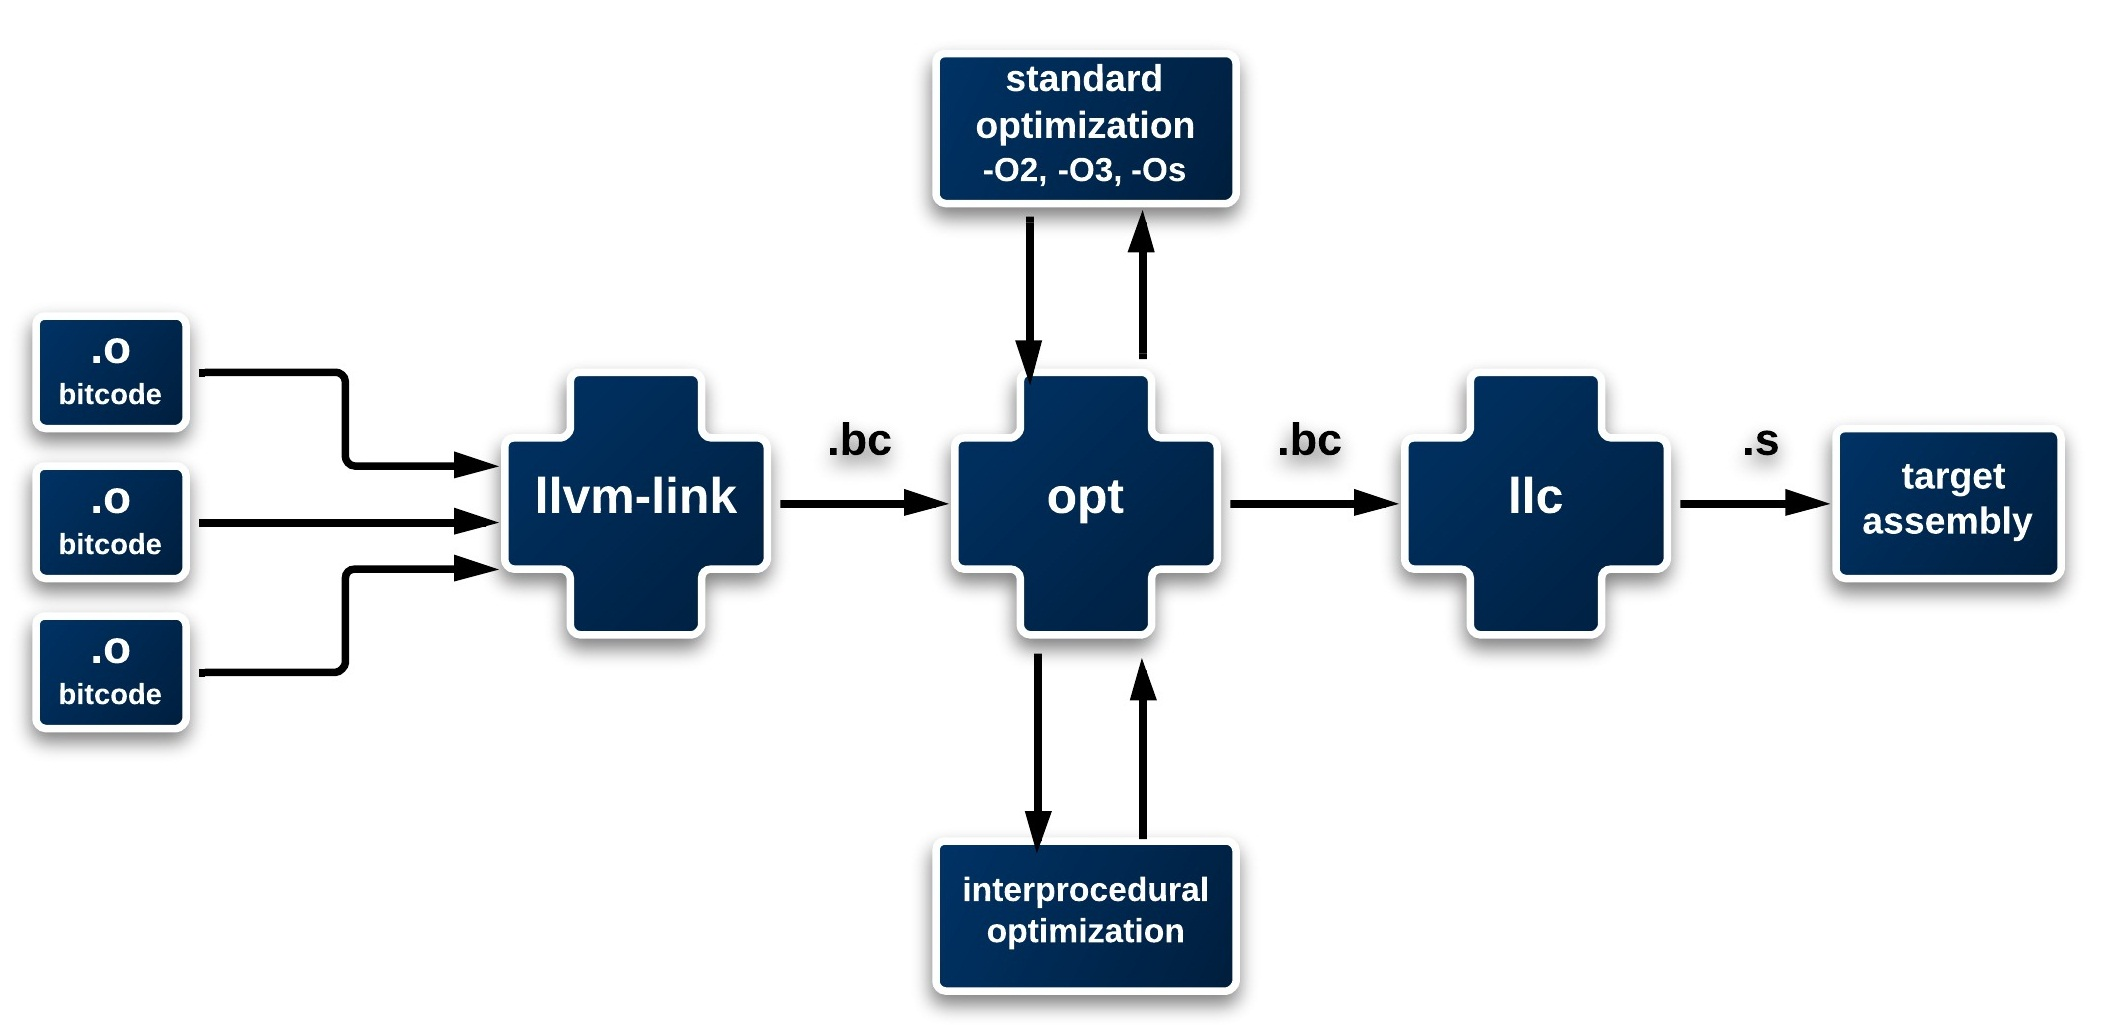 standard
optimization
-O2, -O3, -Os
.o
bitcode
.o
bitcode
.o
bitcode
llvm-link
.bc
opt
.bc
llc
.s
target
assembly
interprocedural
optimization